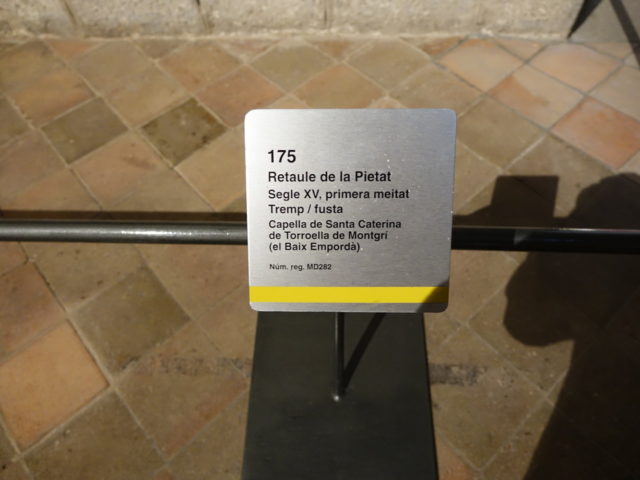 175
Retaule de la Pietat
Segle XV, primera meitat
Tremp / fusta
Capella de Santa Caterina
de Torroella de Montgrí
(el Baix Empordà)
Núm. reg. MD282